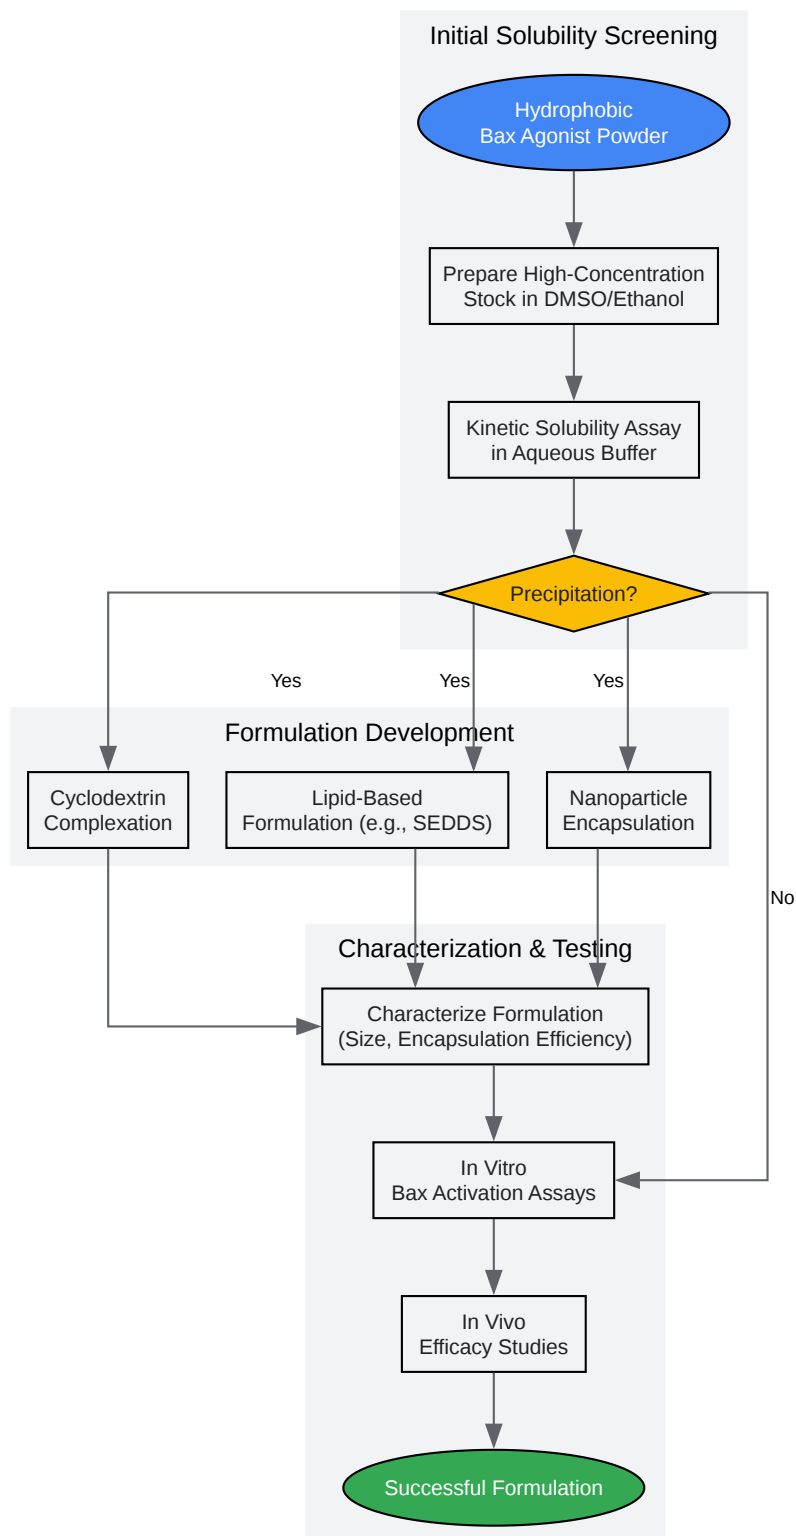 Initial Solubility Screening
Hydrophobic
Bax Agonist Powder
Prepare High-Concentration
Stock in DMSO/Ethanol
Kinetic Solubility Assay
in Aqueous Buffer
Precipitation?
Yes
Yes
Yes
Formulation Development
Cyclodextrin
Complexation
Lipid-Based
Formulation (e.g., SEDDS)
Nanoparticle
Encapsulation
No
Characterization & Testing
Characterize Formulation
(Size, Encapsulation Efficiency)
In Vitro
Bax Activation Assays
In Vivo
Efficacy Studies
Successful Formulation